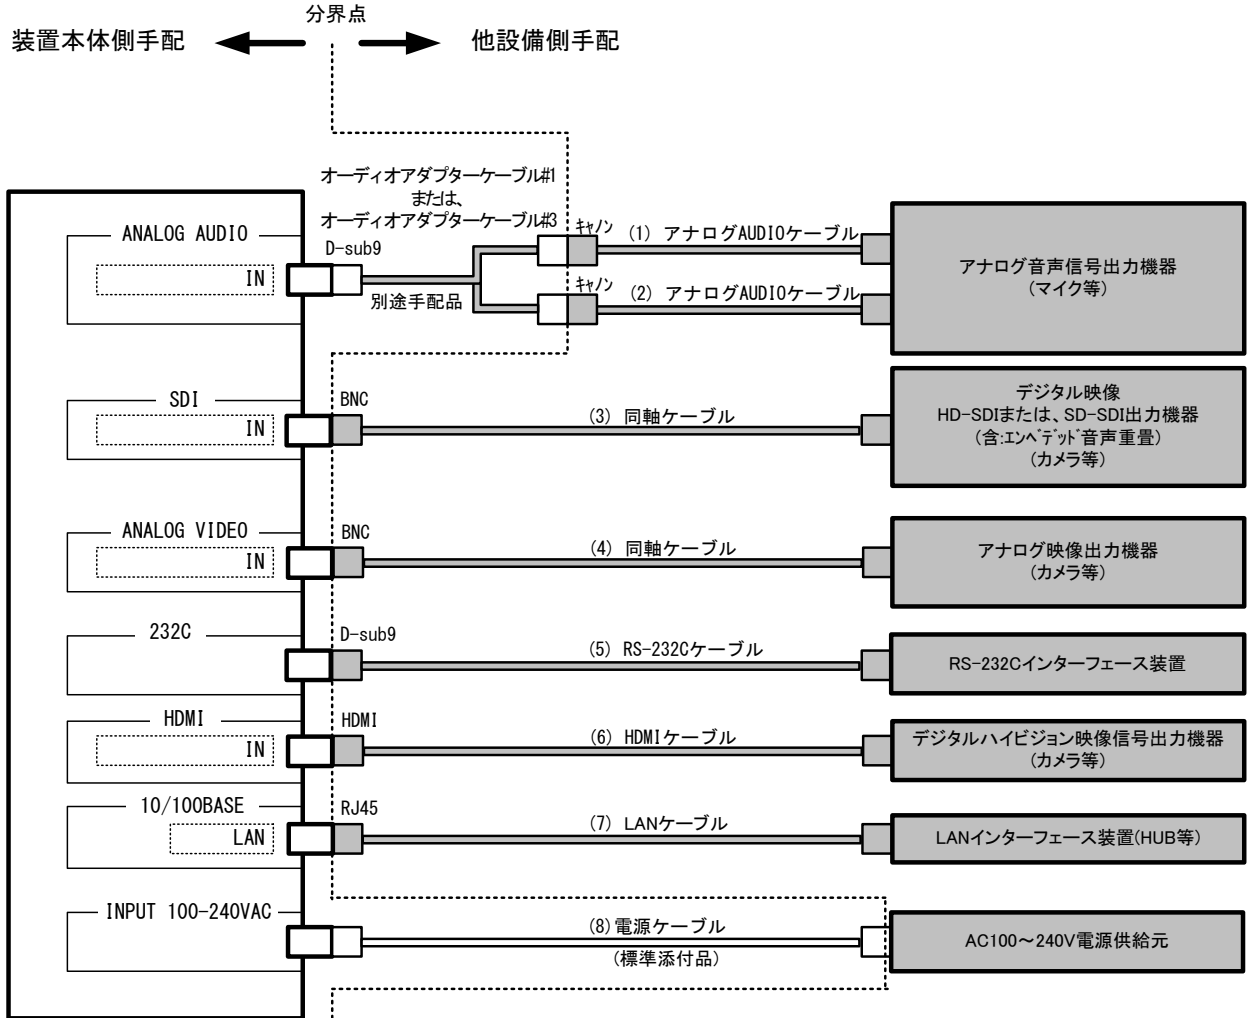 分界点
装置本体側手配
他設備側手配
オーディオアダプターケーブル#1
または、
オーディオアダプターケーブル#3
ANALOG AUDIO
IN
D-sub9
別途手配品
ｷｬﾉﾝ
(1) アナログAUDIOケーブル
ｷｬﾉﾝ
(2) アナログAUDIOケーブル
アナログ音声信号出力機器
(マイク等)
SDI
IN
BNC
(3) 同軸ケーブル
デジタル映像
HD-SDIまたは、SD-SDI出力機器
(含:ｴﾝﾍﾞﾃﾞｯﾄﾞ音声重畳)
(カメラ等)
ANALOG VIDEO
IN
BNC
(4) 同軸ケーブル
アナログ映像出力機器
(カメラ等)
232C
D-sub9
(5) RS-232Cケーブル
RS-232Cインターフェース装置
HDMI
IN
HDMI
(6) HDMIケーブル
デジタルハイビジョン映像信号出力機器
(カメラ等)
10/100BASE
LAN
RJ45
(7) LANケーブル
LANインターフェース装置(HUB等)
INPUT 100-240VAC
(8)電源ケーブル
(標準添付品)
AC100～240V電源供給元